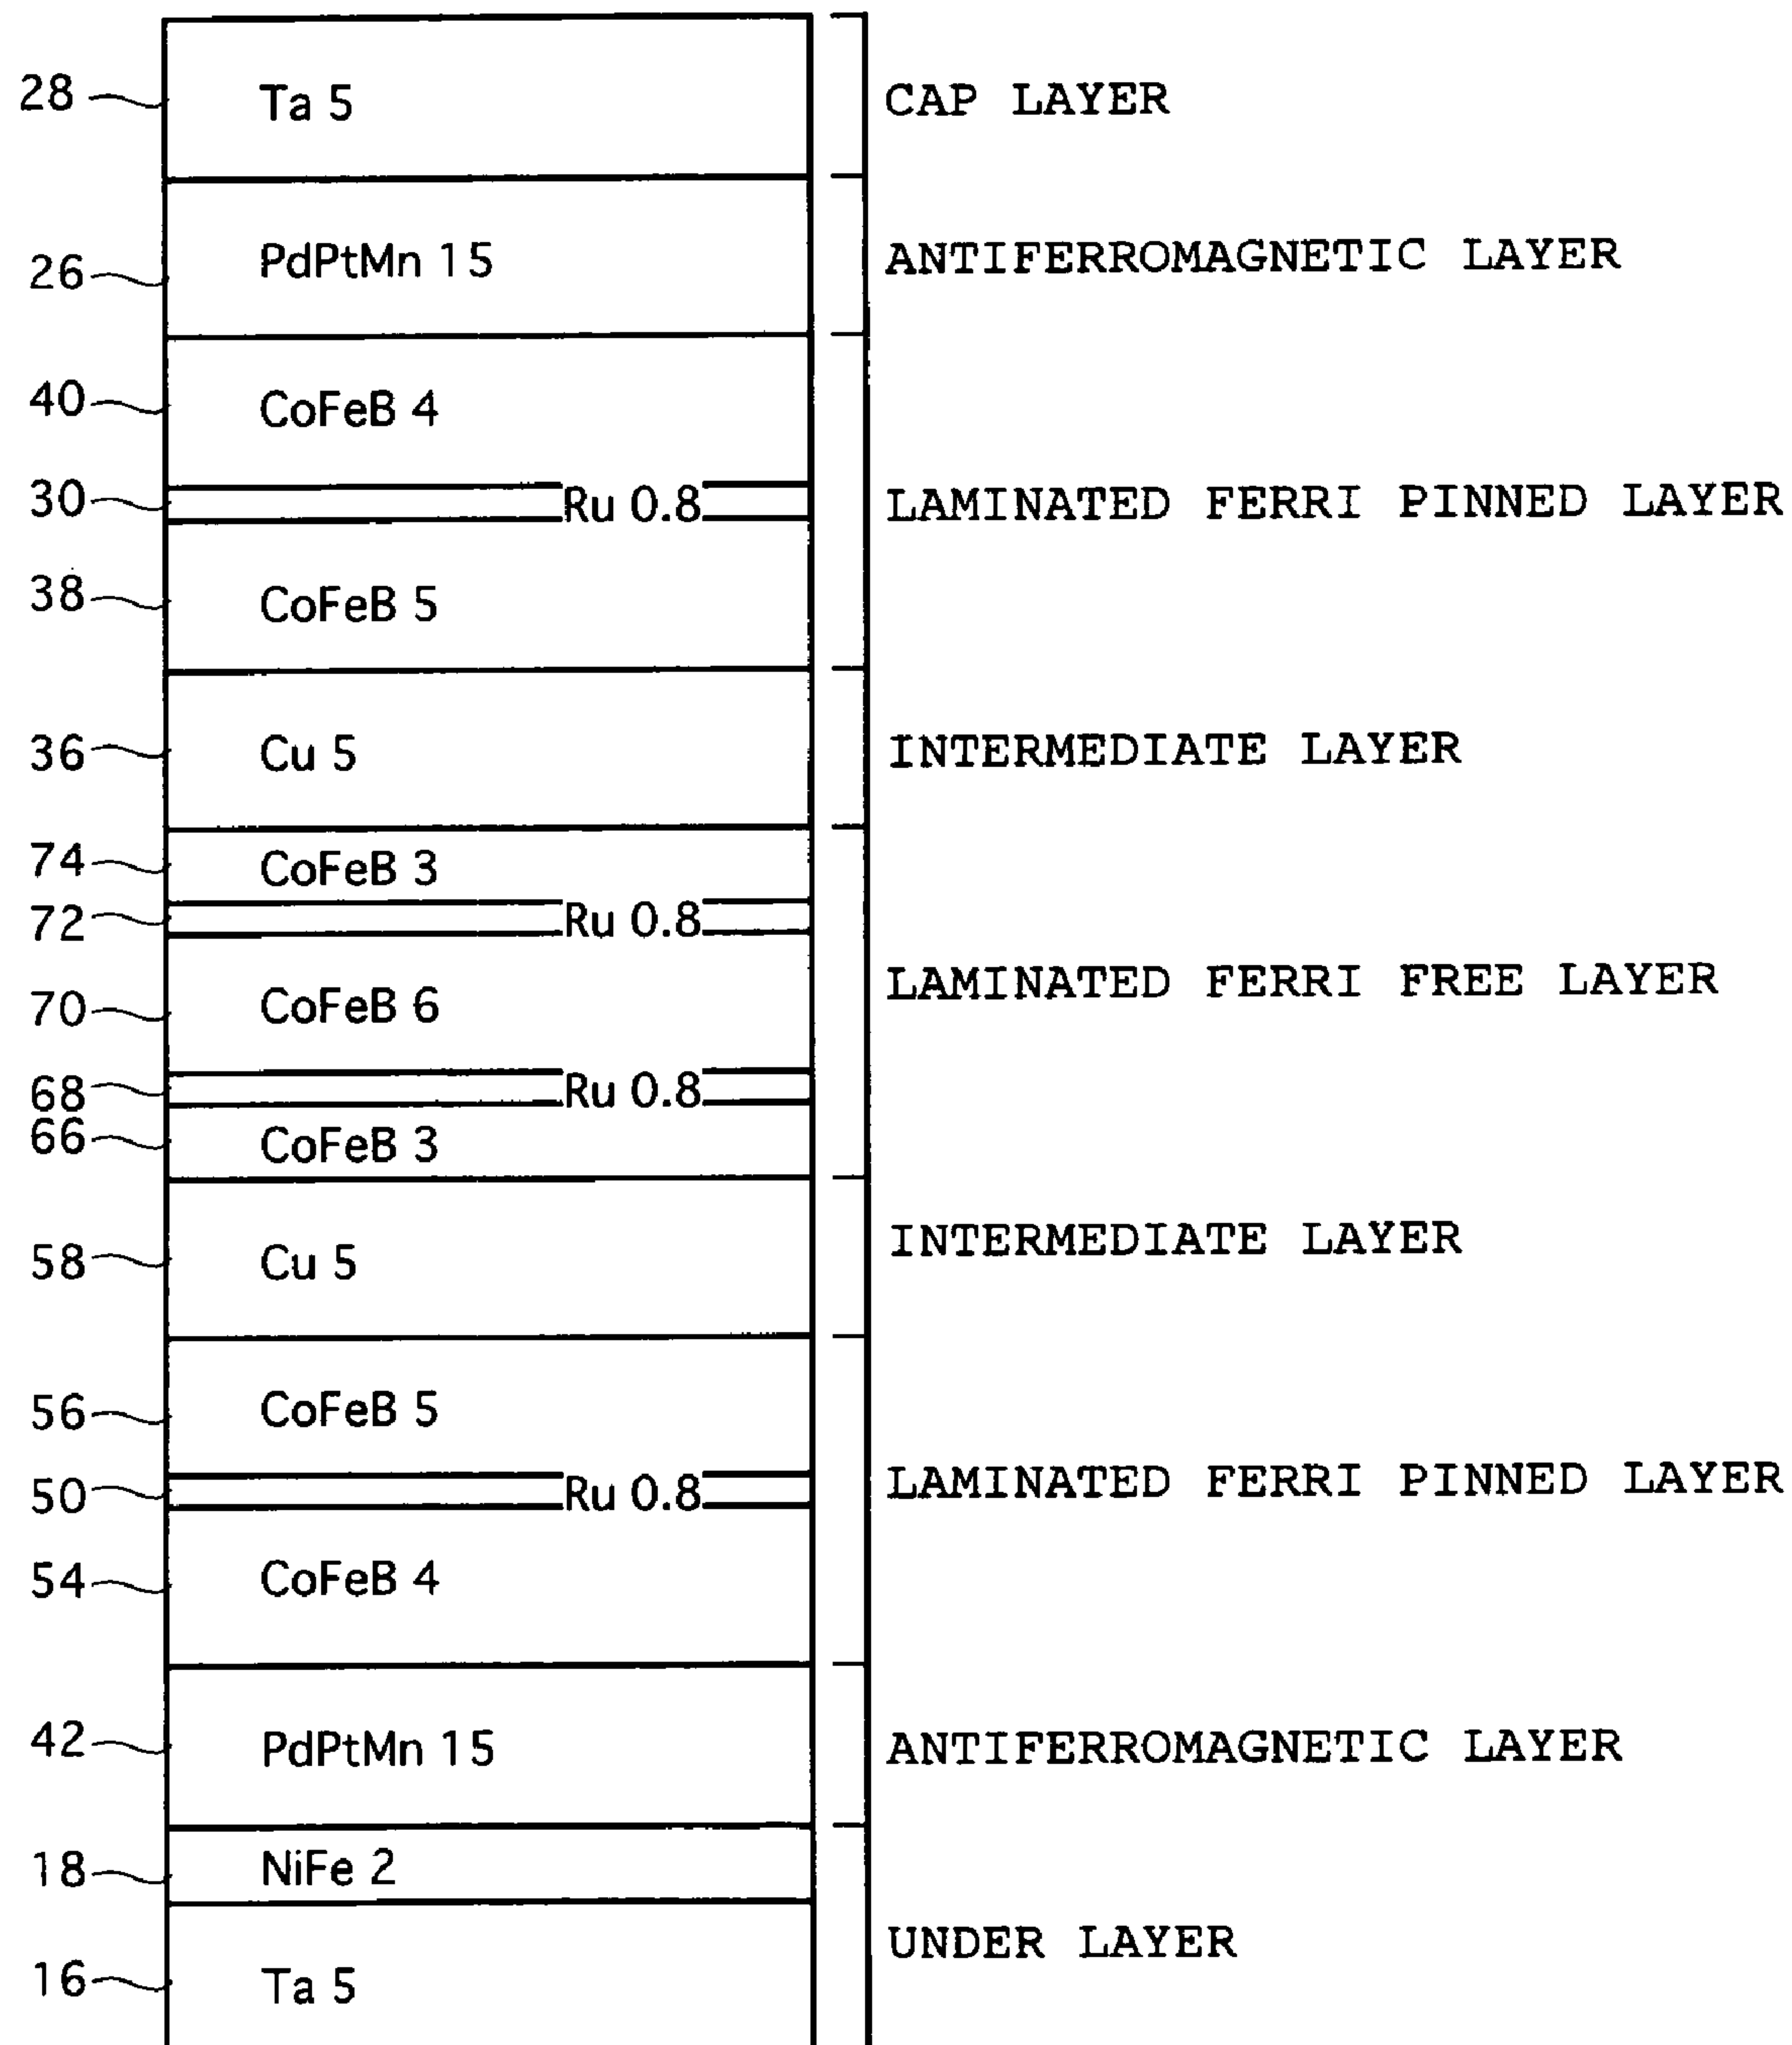 28 Ta 5 CAP LAYER
26 PdPtMn 15 ANTIFERROMAGNETIC LAYER
40 CoFeB 4
30 Ru 0.8 LAMINATED FERRI PINNED LAYER
38 CoFeB 5
36 Cu 5 INTERMEDIATE LAYER
74 CoFeB 3
72 Ru 0.8
70 CoFeB 6 LAMINATED FERRI FREE LAYER
68 Ru 0.8
66 CoFeB 3
58 Cu 5 INTERMEDIATE LAYER
56 CoFeB 5
50 Ru 0.8 LAMINATED FERRI PINNED LAYER
54 CoFeB 4
42 PdPtMn 15 ANTIFERROMAGNETIC LAYER
18 NiFe 2
UNDER LAYER
16 Ta 5